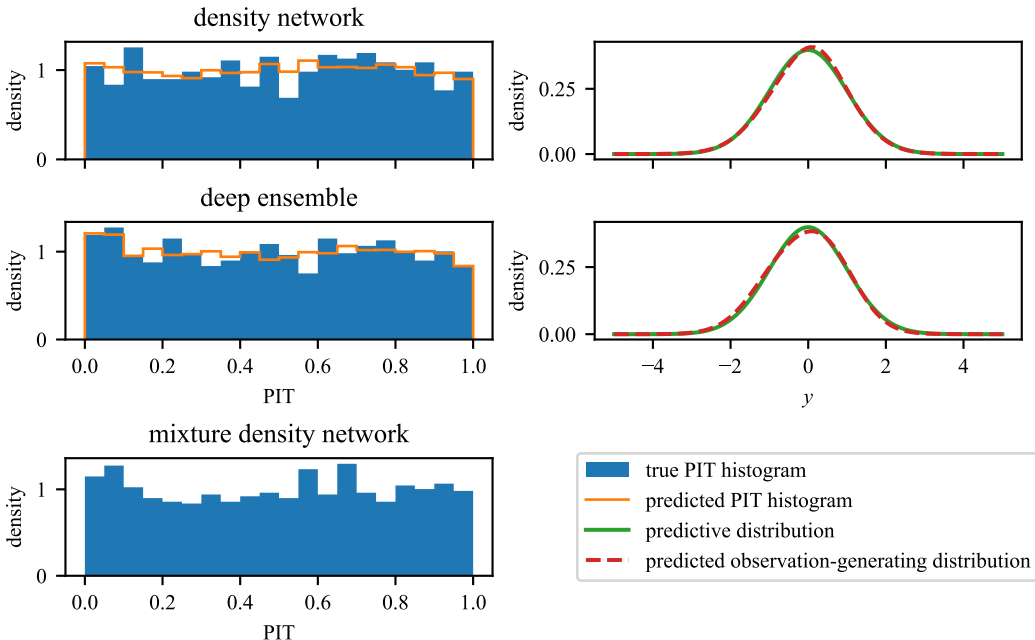 density network
density
1
0
density
0.25
0.00
deep ensemble
density
1
0
0.0 0.2 0.4 0.6 0.8 1.0
PIT
density
0.25
0.00
−4 −2 0 2 4
y
mixture density network
density
1
0
0.0 0.2 0.4 0.6 0.8 1.0
PIT
true PIT histogram
predicted PIT histogram
predictive distribution
predicted observation-generating distribution